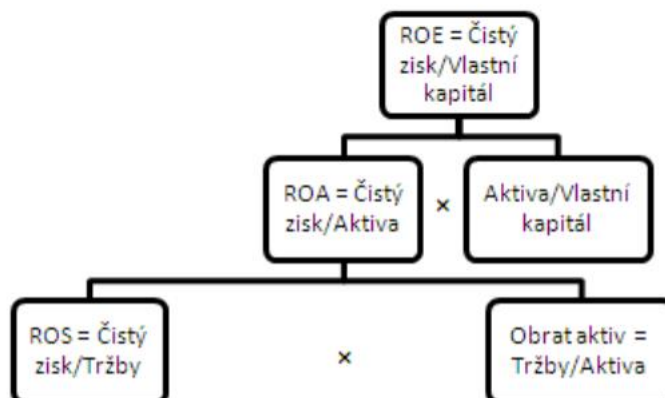 ROE = Čistý
zisk/Vlastní
kapitál
ROA = Čistý
zisk/Aktiva
×
Aktiva/Vlastní
kapitál
ROS = Čistý
zisk/Tržby
×
Obrat aktiv =
Tržby/Aktiva